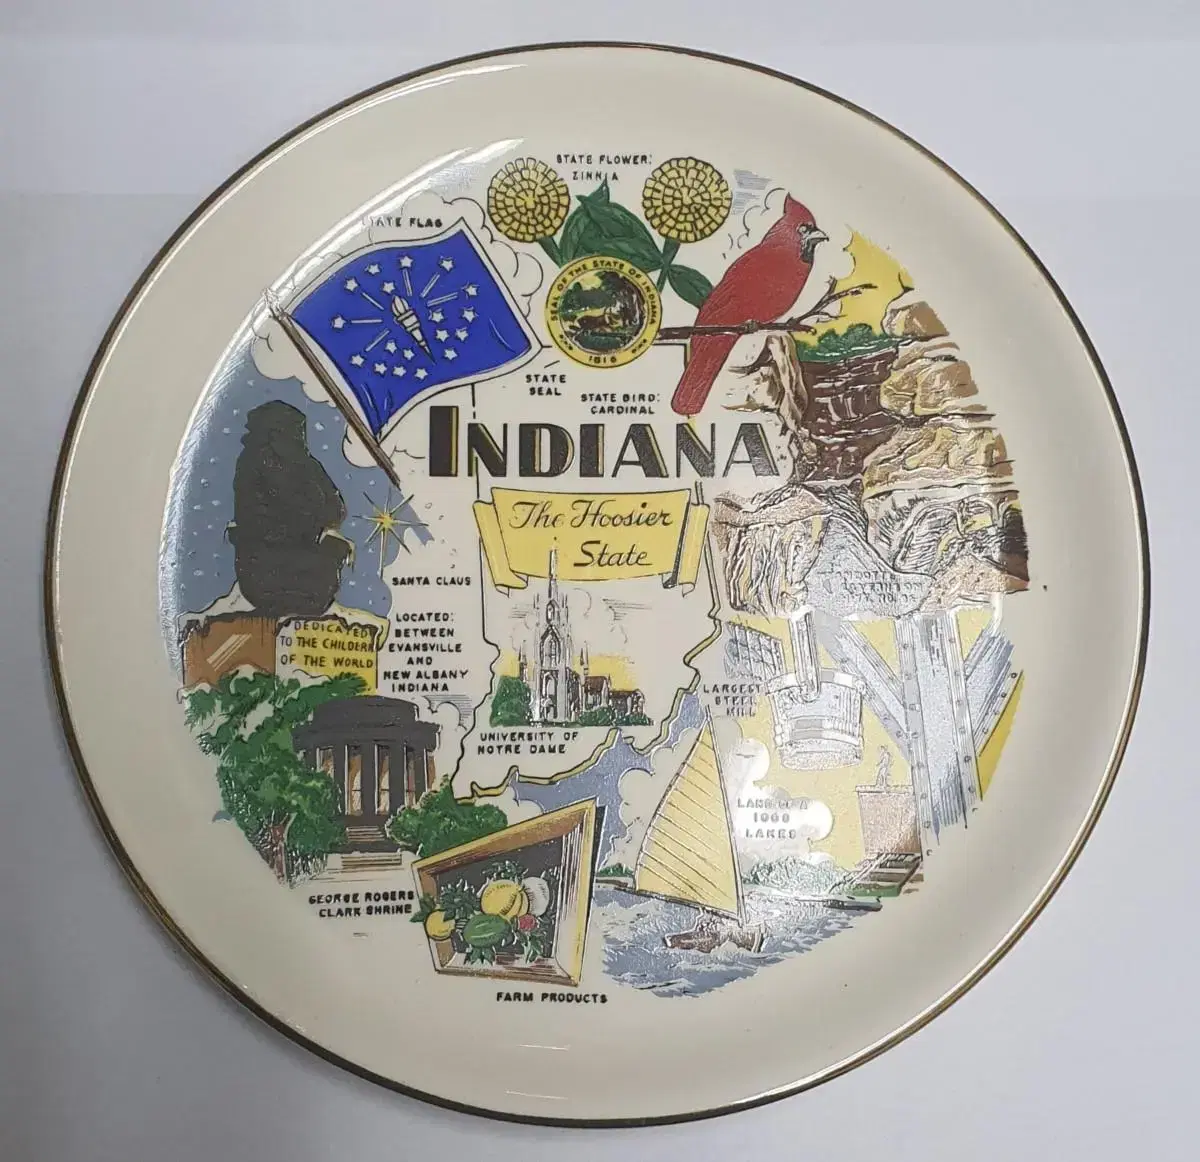 STATE FLOWER:
ZINNIA
STATE FLAG
SEAL OF THE STATE OF INDIANA
1816
STATE
SEAL
STATE BIRD:
CARDINAL
INDIANA
The Hoosier
State
SANTA CLAUS
LOCATED:
BETWEEN
EVANSVILLE
AND
NEW ALBANY
INDIANA
DEDICATED
TO THE CHILDERN
OF THE WORLD
UNIVERSITY OF
NOTRE DAME
LARGEST
STEEL
MILL
LAND OF A
1000
LAKES
GEORGE ROGERS
CLARK SHRINE
FARM PRODUCTS